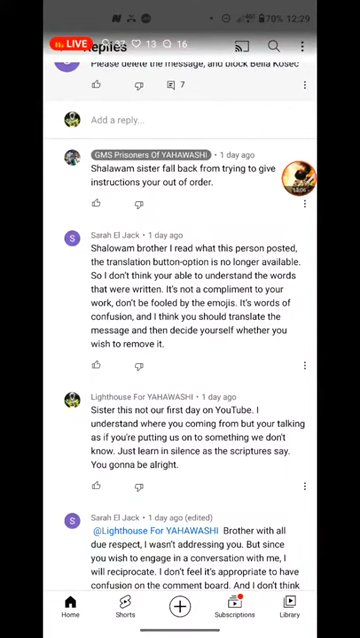 70% 12:29
LIVE 27 13 16
Replies
Please delete the message, and block Bella Kosec
7
Add a reply...
GMS Prisoners Of YAHAWASHI • 1 day ago
Shalawam sister fall back from trying to give
instructions your out of order.
Sarah El Jack • 1 day ago
Shalowam brother I read what this person posted,
the translation button-option is no longer available.
So I don't think your able to understand the words
that were written. It's not a compliment to your
work, don't be fooled by the emojis. It's words of
confusion, and I think you should translate the
message and then decide yourself whether you
wish to remove it.
Lighthouse For YAHAWASHI • 1 day ago
Sister this not our first day on YouTube. I
understand where you coming from but your talking
as if you're putting us on to something we don't
know. Just learn in silence as the scriptures say.
You gonna be alright.
Sarah El Jack • 1 day ago (edited)
@Lighthouse For YAHAWASHI Brother with all
due respect, I wasn't addressing you. But since
you wish to engage in a conversation with me, I
will reciprocate. I don't feel it's appropriate to have
confusion on the comment board. And I don't think
Home Shorts Subscriptions Library